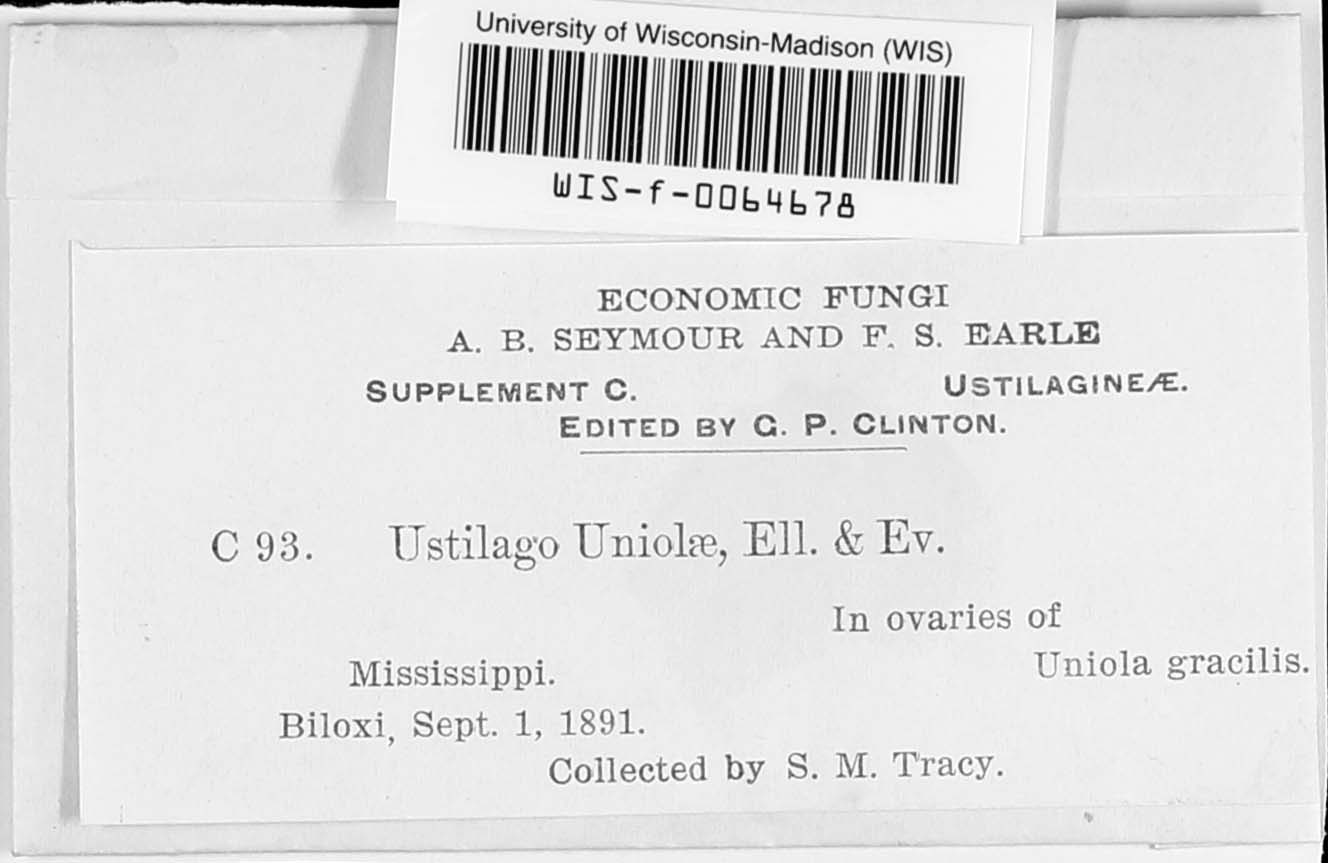 University of Wisconsin-Madison (WIS)
WIS-f-0064678
ECONOMIC FUNGI
A. B. SEYMOUR AND F. S. EARLE
SUPPLEMENT C. USTILAGINEÆ.
EDITED BY G. P. CLINTON.
C 93. Ustilago Uniolæ, Ell. & Ev.
In ovaries of
Uniola gracilis.
Mississippi.
Biloxi, Sept. 1, 1891.
Collected by S. M. Tracy.